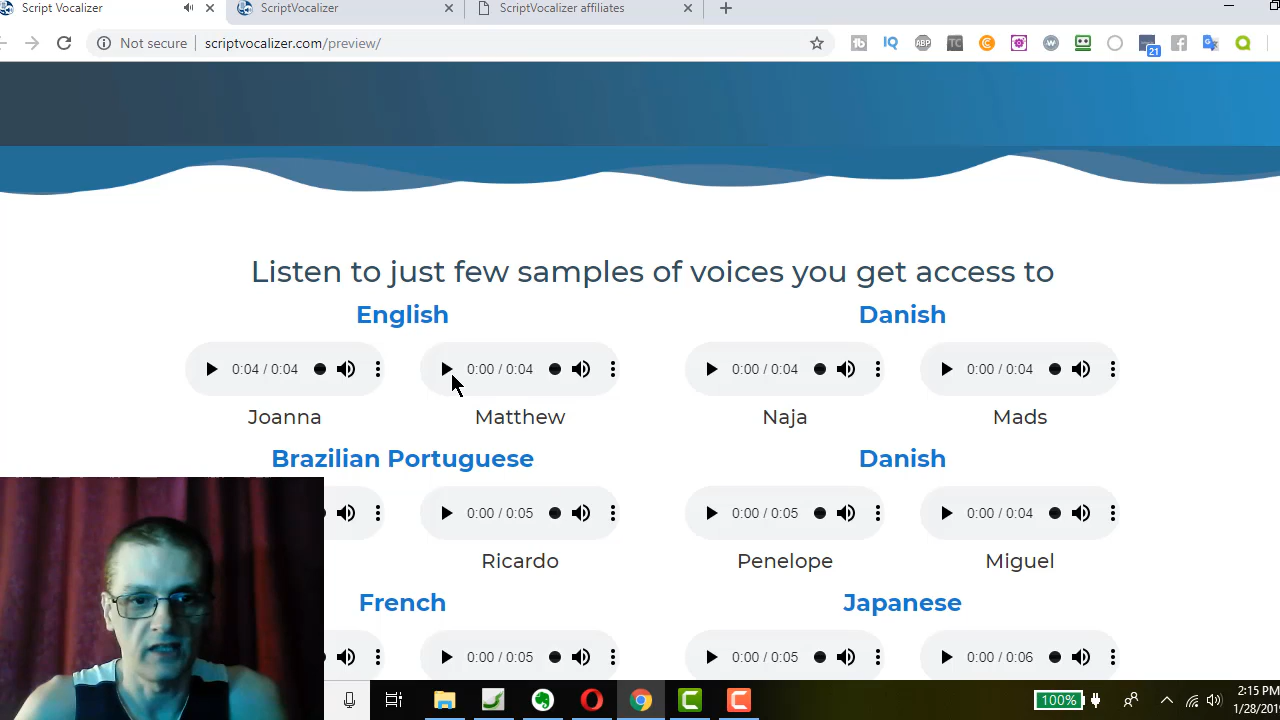 Script Vocalizer
ScriptVocalizer
ScriptVocalizer affiliates
Not secure
scriptvocalizer.com/preview/
IQ
ABP
TC
21
Listen to just few samples of voices you get access to
English
Danish
0:04 / 0:04
0:00 / 0:04
0:00 / 0:04
0:00 / 0:04
Joanna
Matthew
Naja
Mads
Brazilian Portuguese
Danish
0:00 / 0:05
0:00 / 0:05
0:00 / 0:04
Ricardo
Penelope
Miguel
French
Japanese
0:00 / 0:05
0:00 / 0:05
0:00 / 0:06
100%
2:15 PM